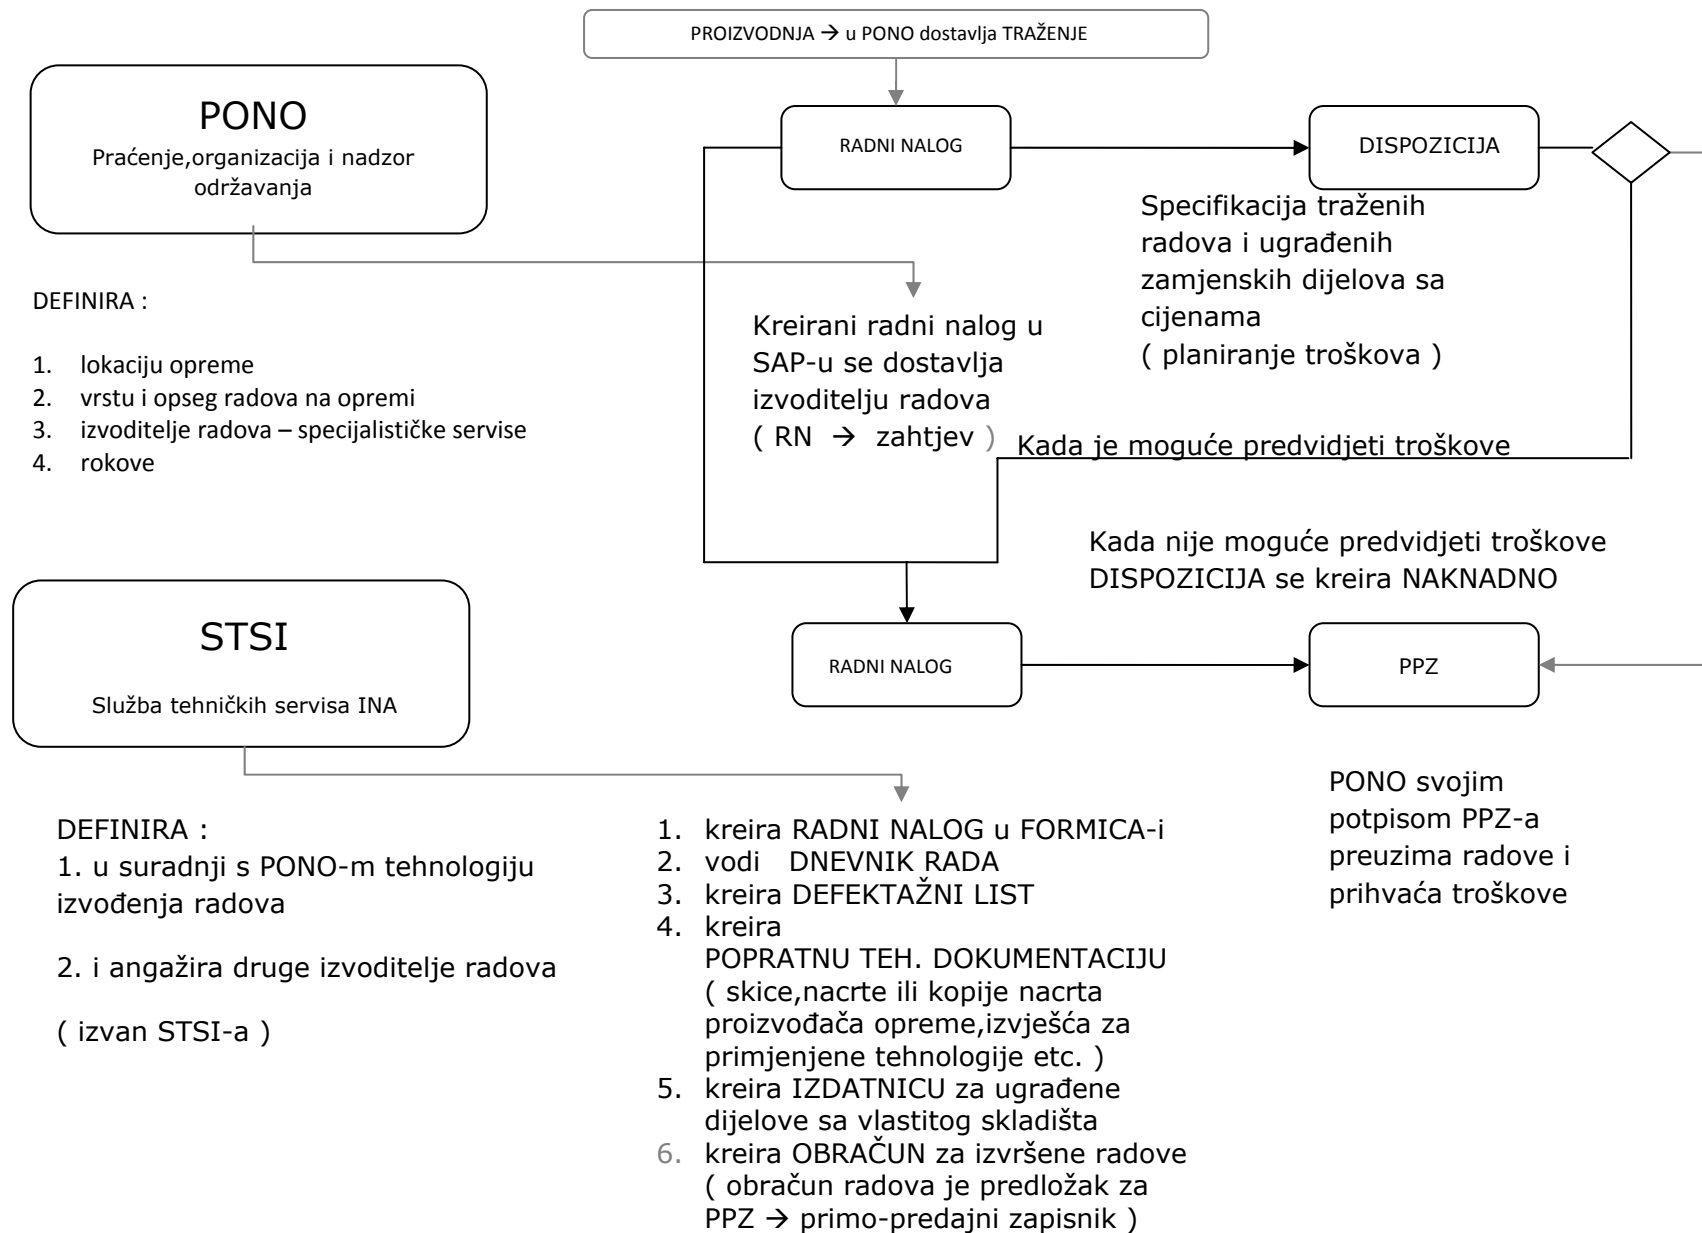 PROIZVODNJA → u PONO dostavlja TRAŽENJE
PONO
Praćenje,organizacija i nadzor
održavanja
RADNI NALOG
DISPOZICIJA
Specifikacija traženih
radova i ugrađenih
zamjenskih dijelova sa
cijenama
( planiranje troškova )
DEFINIRA :
1. lokaciju opreme
2. vrstu i opseg radova na opremi
3. izvoditelje radova – specijalističke servise
4. rokove
Kreirani radni nalog u
SAP-u se dostavlja
izvoditelju radova
( RN → zahtjev )
Kada je moguće predvidjeti troškove
Kada nije moguće predvidjeti troškove
DISPOZICIJA se kreira NAKNADNO
STSI
Služba tehničkih servisa INA
RADNI NALOG
PPZ
PONO svojim
potpisom PPZ-a
preuzima radove i
prihvaća troškove
DEFINIRA :
1. u suradnji s PONO-m tehnologiju
izvođenja radova
2. i angažira druge izvoditelje radova
( izvan STSI-a )
1. kreira RADNI NALOG u FORMICA-i
2. vodi DNEVNIK RADA
3. kreira DEFEKTAŽNI LIST
4. kreira
POPRATNU TEH. DOKUMENTACIJU
( skice,nacrte ili kopije nacrta
proizvođača opreme,izvješća za
primjenjene tehnologije etc. )
5. kreira IZDATNICU za ugrađene
dijelove sa vlastitog skladišta
6. kreira OBRAČUN za izvršene radove
( obračun radova je predložak za
PPZ → primo-predajni zapisnik )